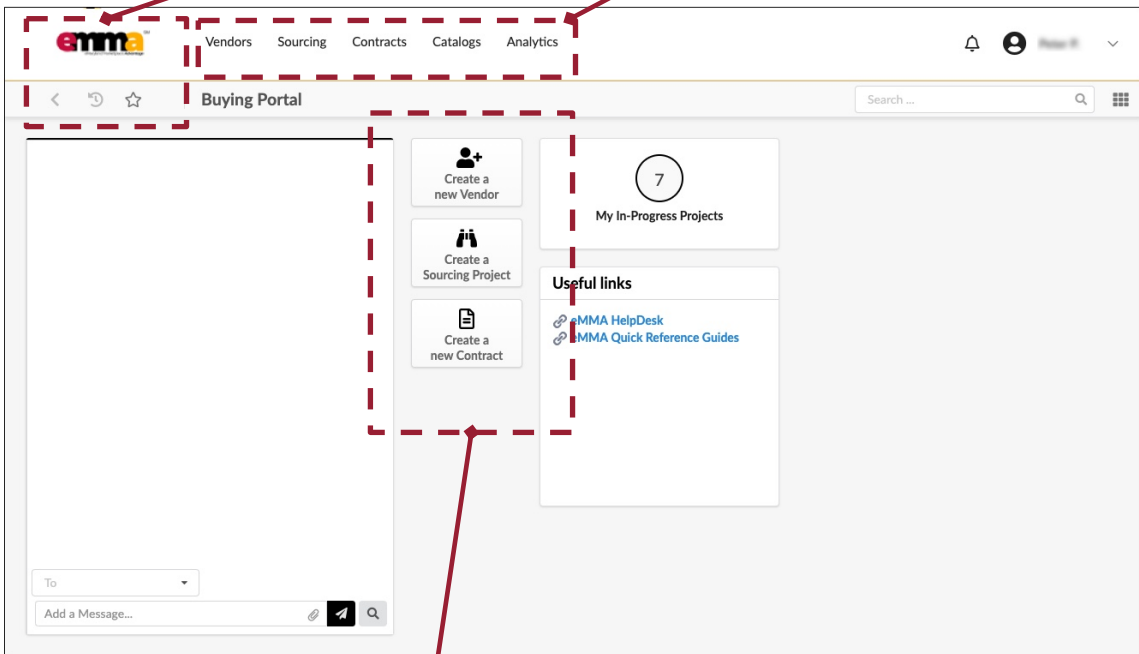 emma
Vendors Sourcing Contracts Catalogs Analytics
Buying Portal
Search ...
Create a
new Vendor
Create a
Sourcing Project
Create a
new Contract
7
My In-Progress Projects
Useful links
eMMA HelpDesk
eMMA Quick Reference Guides
To
Add a Message...